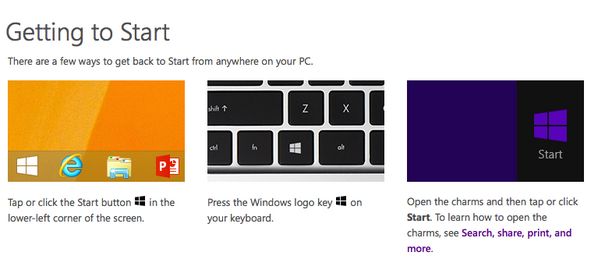 Getting to Start
There are a few ways to get back to Start from anywhere on your PC.
shift ↑
Z
X
ctrl
fn
alt
Start
Tap or click the Start button in the
lower-left corner of the screen.
Press the Windows logo key on
your keyboard.
Open the charms and then tap or click
Start. To learn how to open the
charms, see Search, share, print, and
more.